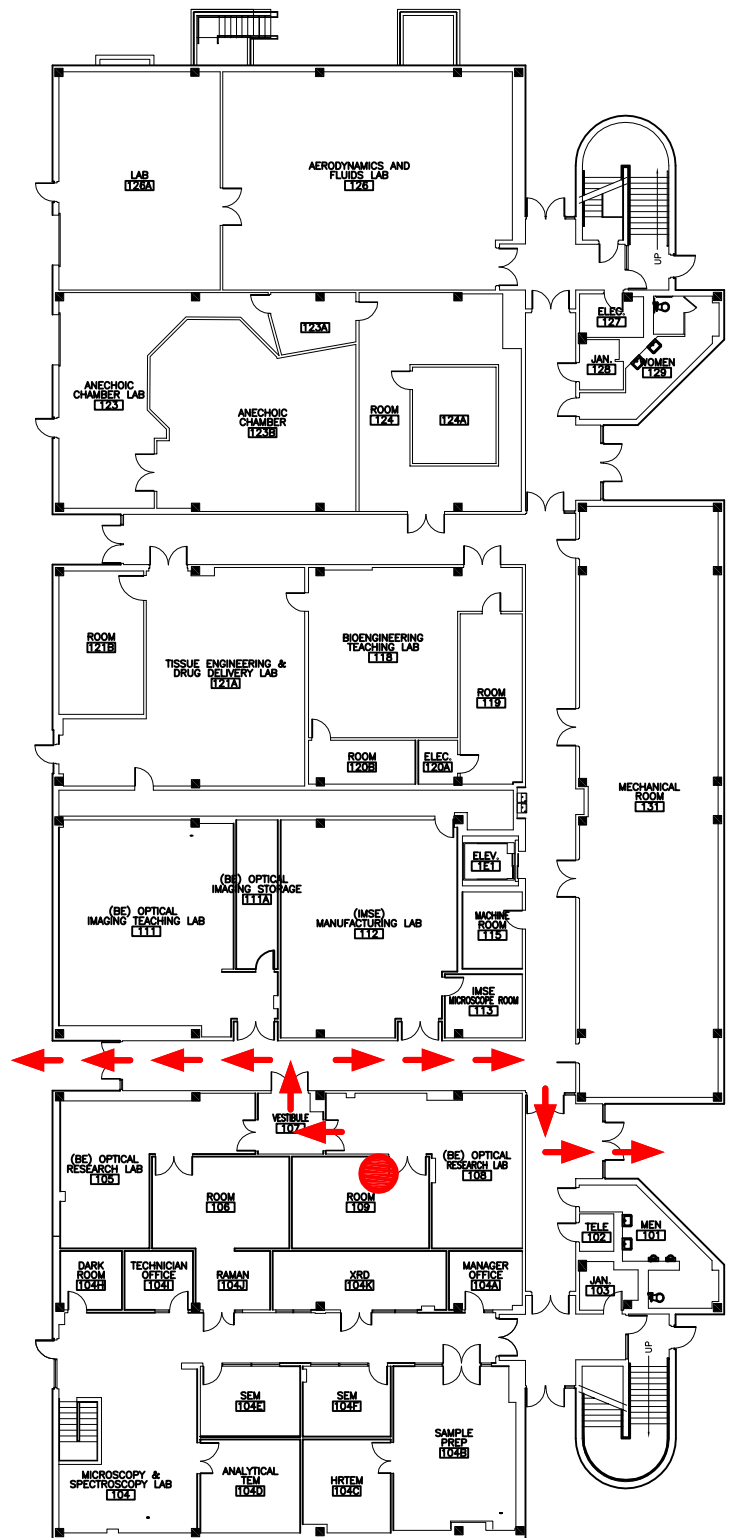 LAB
126A
AERODYNAMICS AND
FLUIDS LAB
126
UP
ELEC.
127
JAN.
128
WOMEN
129
123A
ANECHOIC
CHAMBER LAB
123
ANECHOIC
CHAMBER
123B
ROOM
124
124A
ROOM
121B
TISSUE ENGINEERING &
DRUG DELIVERY LAB
121A
BIOENGINEERING
TEACHING LAB
118
ROOM
119
ROOM
120B
ELEC.
120A
MECHANICAL
ROOM
131
ELEV.
1E1
(BE) OPTICAL
IMAGING TEACHING LAB
111
(BE) OPTICAL
IMAGING STORAGE
111A
(IMSE)
MANUFACTURING LAB
112
MACHINE
ROOM
115
IMSE
MICROSCOPE ROOM
113
VESTIBULE
107
(BE) OPTICAL
RESEARCH LAB
105
ROOM
106
ROOM
109
(BE) OPTICAL
RESEARCH LAB
108
TELE
102
MEN
101
JAN.
103
DARK
ROOM
104H
TECHNICIAN
OFFICE
104I
RAMAN
104J
XRD
104K
MANAGER
OFFICE
104A
UP
SEM
104E
SEM
104F
SAMPLE
PREP
104B
MICROSCOPY &
SPECTROSCOPY LAB
104
ANALYTICAL
TEM
104D
HRTEM
104C